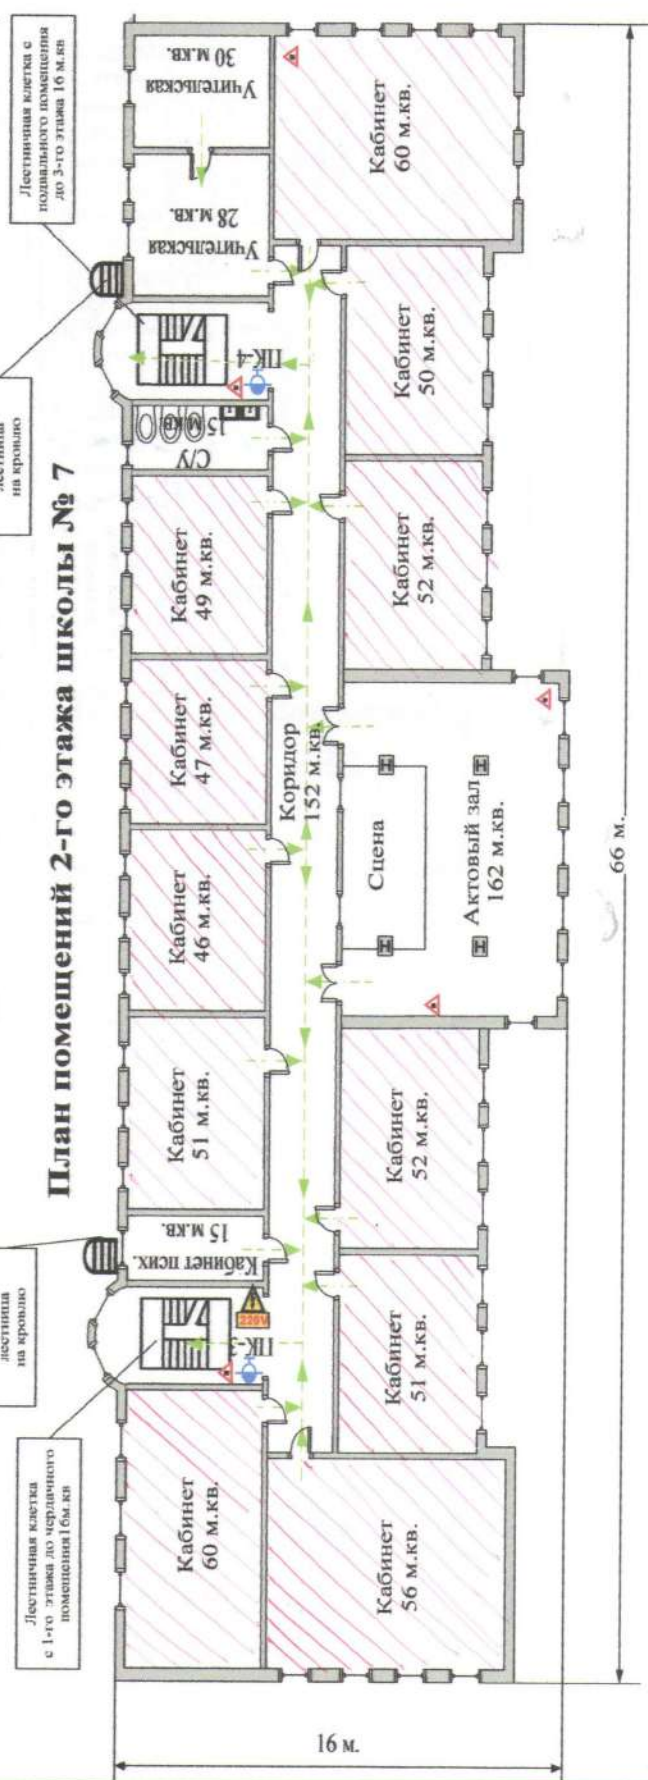 План помещений 2-го этажа школы № 7
Лестничная клетка
с 1-го этажа до чердачного
помещения16м.кв
лестница
на кровлю
лестница
на кровлю
Лестничная клетка с
подвального помещения
до 3-го этажа 16 м.кв
Кабинет
60 м.кв.
ПК-3
220V
Кабинет псих.
15 м.кв.
Кабинет
51 м.кв.
Кабинет
46 м.кв.
Кабинет
47 м.кв.
Кабинет
49 м.кв.
С/У
15 м.кв.
ПК-4
Учительская
28 м.кв.
Учительская
30 м.кв.
Коридор
152 м.кв.
Кабинет
56 м.кв.
Кабинет
51 м.кв.
Кабинет
52 м.кв.
Сцена
Актовый зал
162 м.кв.
Кабинет
52 м.кв.
Кабинет
50 м.кв.
Кабинет
60 м.кв.
16 м.
66 м.